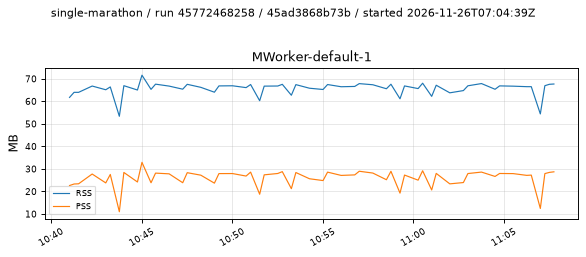 single-marathon / run 45772468258 / 45ad3868b73b / started 2026-11-26T07:04:39Z
MWorker-default-1
MB
70
60
50
40
30
20
10
RSS
PSS
10:40
10:45
10:50
10:55
11:00
11:05